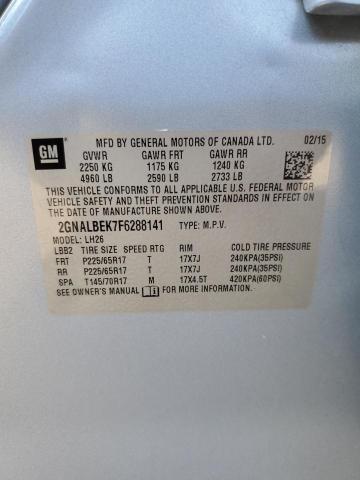 GM
MFD BY GENERAL MOTORS OF CANADA LTD. 02/15
GVWR GAWR FRT GAWR RR
2250 KG 1175 KG 1240 KG
4960 LB 2590 LB 2733 LB
THIS VEHICLE CONFORMS TO ALL APPLICABLE U.S. FEDERAL MOTOR
VEHICLE SAFETY AND THEFT PREVENTION STANDARDS IN EFFECT ON
THE DATE OF MANUFACTURE SHOWN ABOVE.
2GNALBEK7F6288141 TYPE: M.P.V.
MODEL: LH26
LBB2 TIRE SIZE SPEED RTG RIM COLD TIRE PRESSURE
FRT P225/65R17 T 17X7J 240KPA(35PSI)
RR P225/65R17 T 17X7J 240KPA(35PSI)
SPA T145/70R17 M 17X4.5T 420KPA(60PSI)
SEE OWNER'S MANUAL FOR MORE INFORMATION.